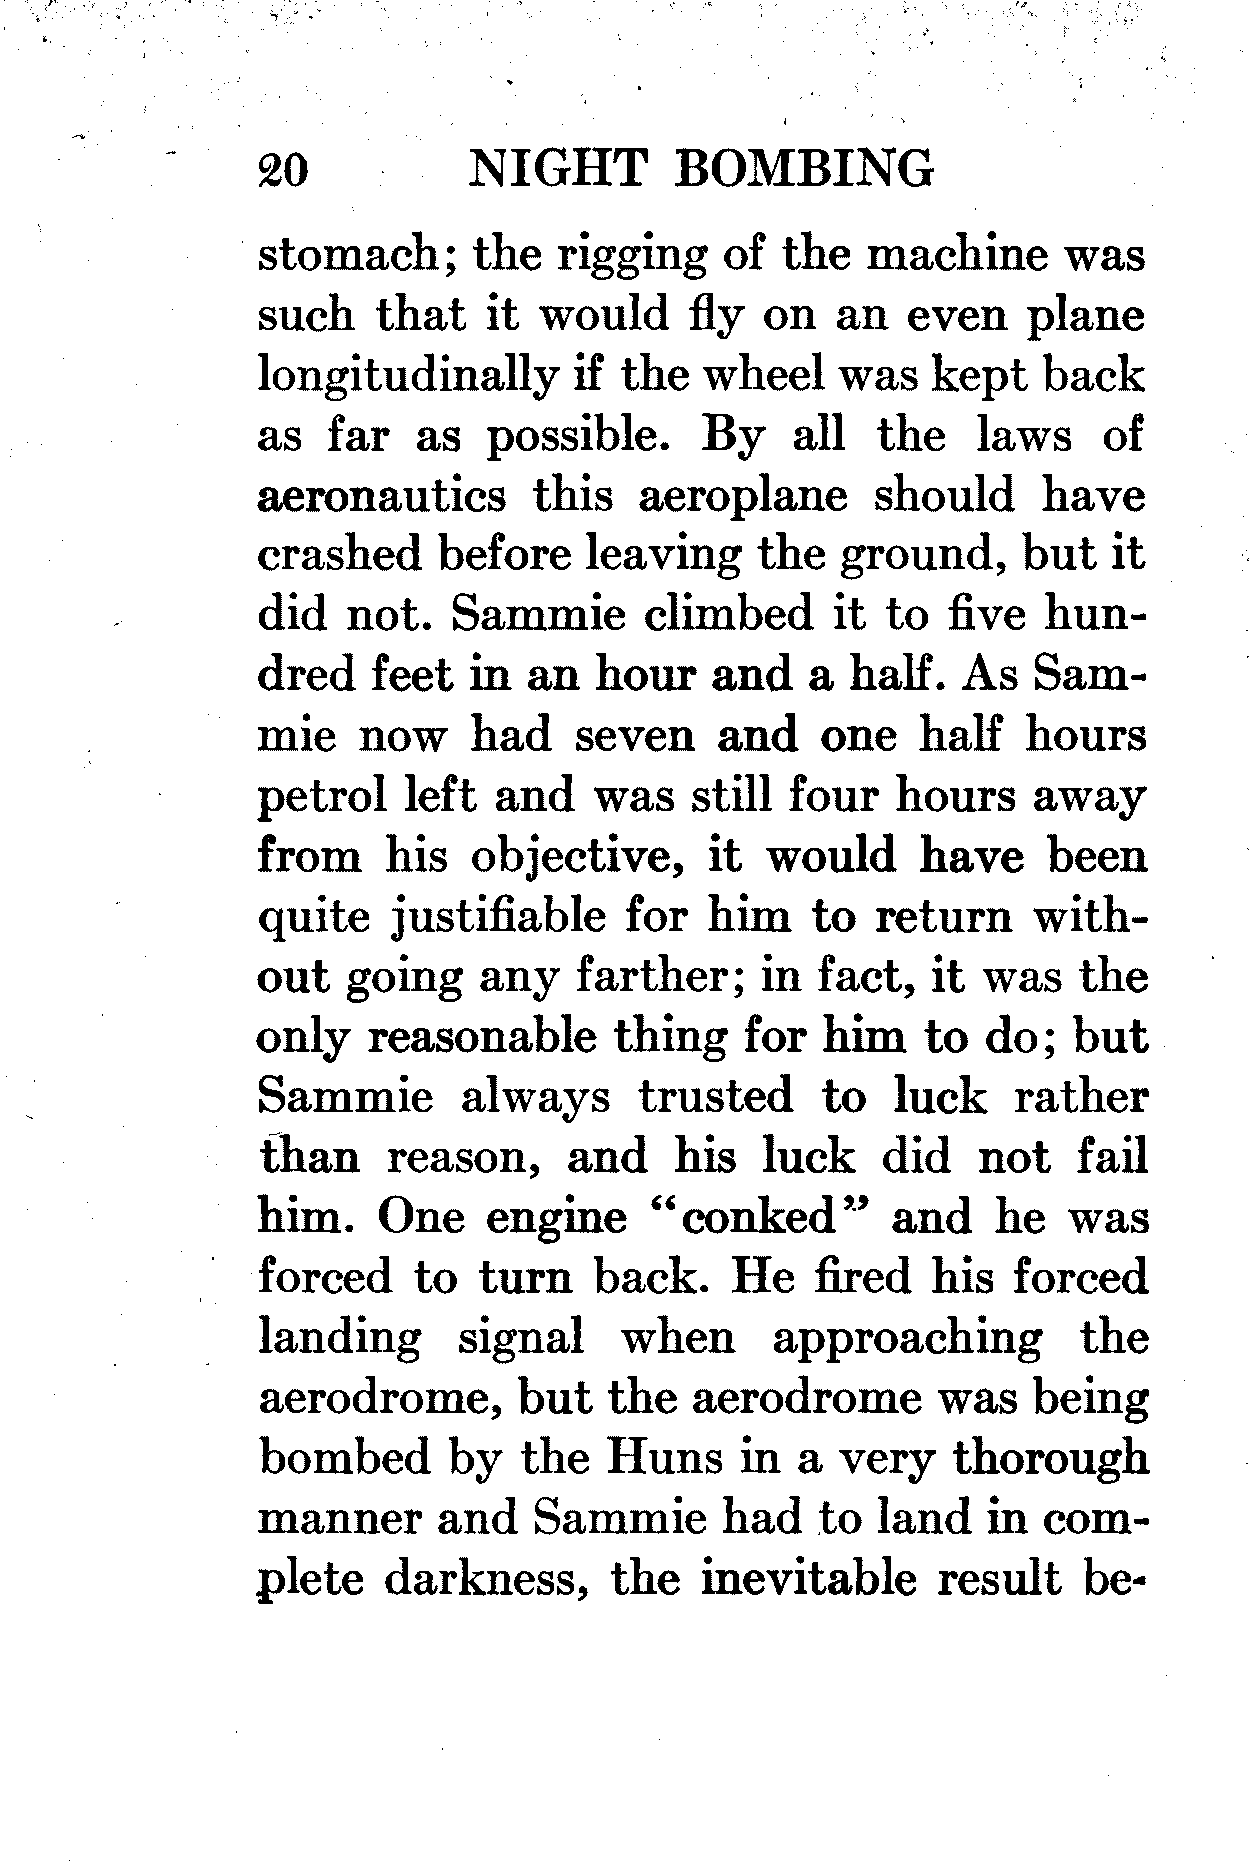 20 NIGHT BOMBING
stomach; the rigging of the machine was
such that it would fly on an even plane
longitudinally if the wheel was kept back
as far as possible. By all the laws of
aeronautics this aeroplane should have
crashed before leaving the ground, but it
did not. Sammie climbed it to five hun-
dred feet in an hour and a half. As Sam-
mie now had seven and one half hours
petrol left and was still four hours away
from his objective, it would have been
quite justifiable for him to return with-
out going any farther; in fact, it was the
only reasonable thing for him to do; but
Sammie always trusted to luck rather
than reason, and his luck did not fail
him. One engine “conked” and he was
forced to turn back. He fired his forced
landing signal when approaching the
aerodrome, but the aerodrome was being
bombed by the Huns in a very thorough
manner and Sammie had to land in com-
plete darkness, the inevitable result be-